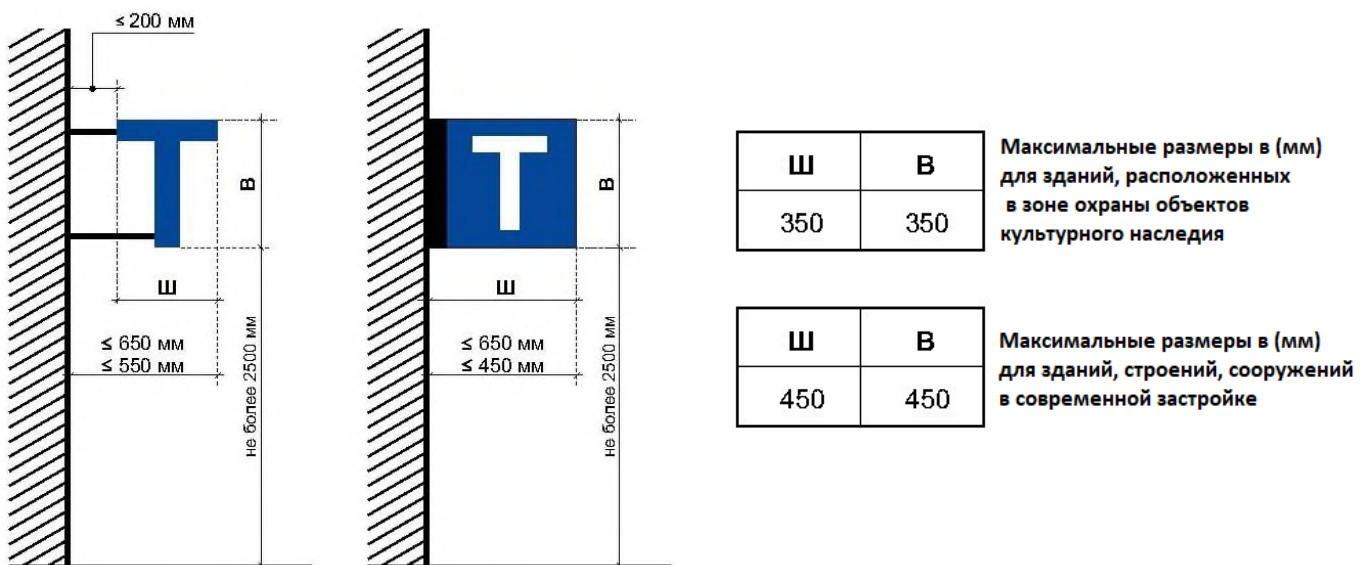 ≤ 200 мм
Т
В
Ш
≤ 650 мм
≤ 550 мм
не более 2500 мм
Т
В
Ш
≤ 650 мм
≤ 450 мм
не более 2500 мм
Ш В
350 350
Максимальные размеры в (мм)
для зданий, расположенных
в зоне охраны объектов
культурного наследия
Ш В
450 450
Максимальные размеры в (мм)
для зданий, строений, сооружений
в современной застройке